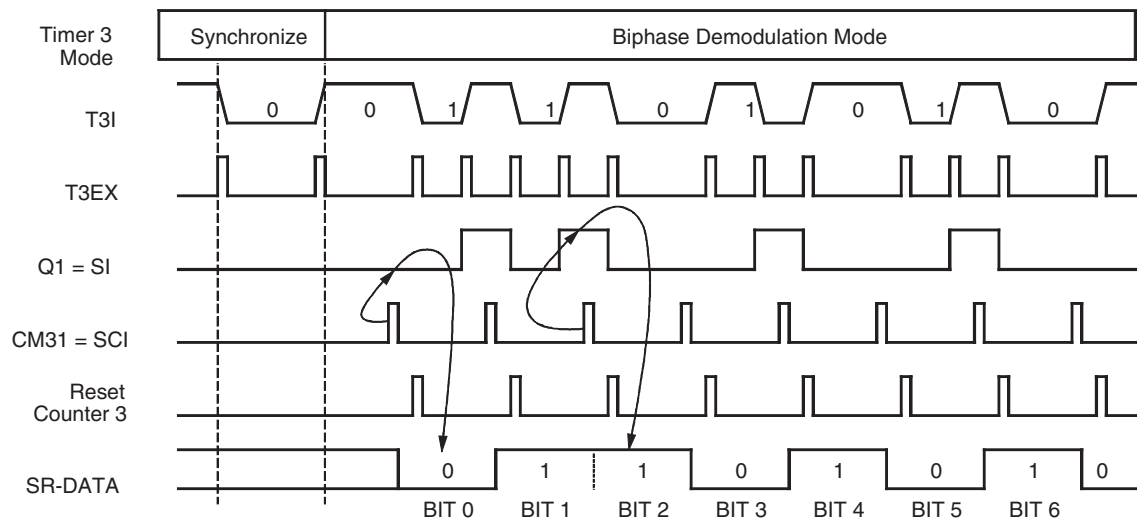 Timer 3
Mode
Synchronize
Biphase Demodulation Mode
T3I
0 0 1 1 0 1 0 1 0
T3EX
Q1 = SI
CM31 = SCI
Reset
Counter 3
SR-DATA
0 1 1 0 1 0 1 0
BIT 0 BIT 1 BIT 2 BIT 3 BIT 4 BIT 5 BIT 6